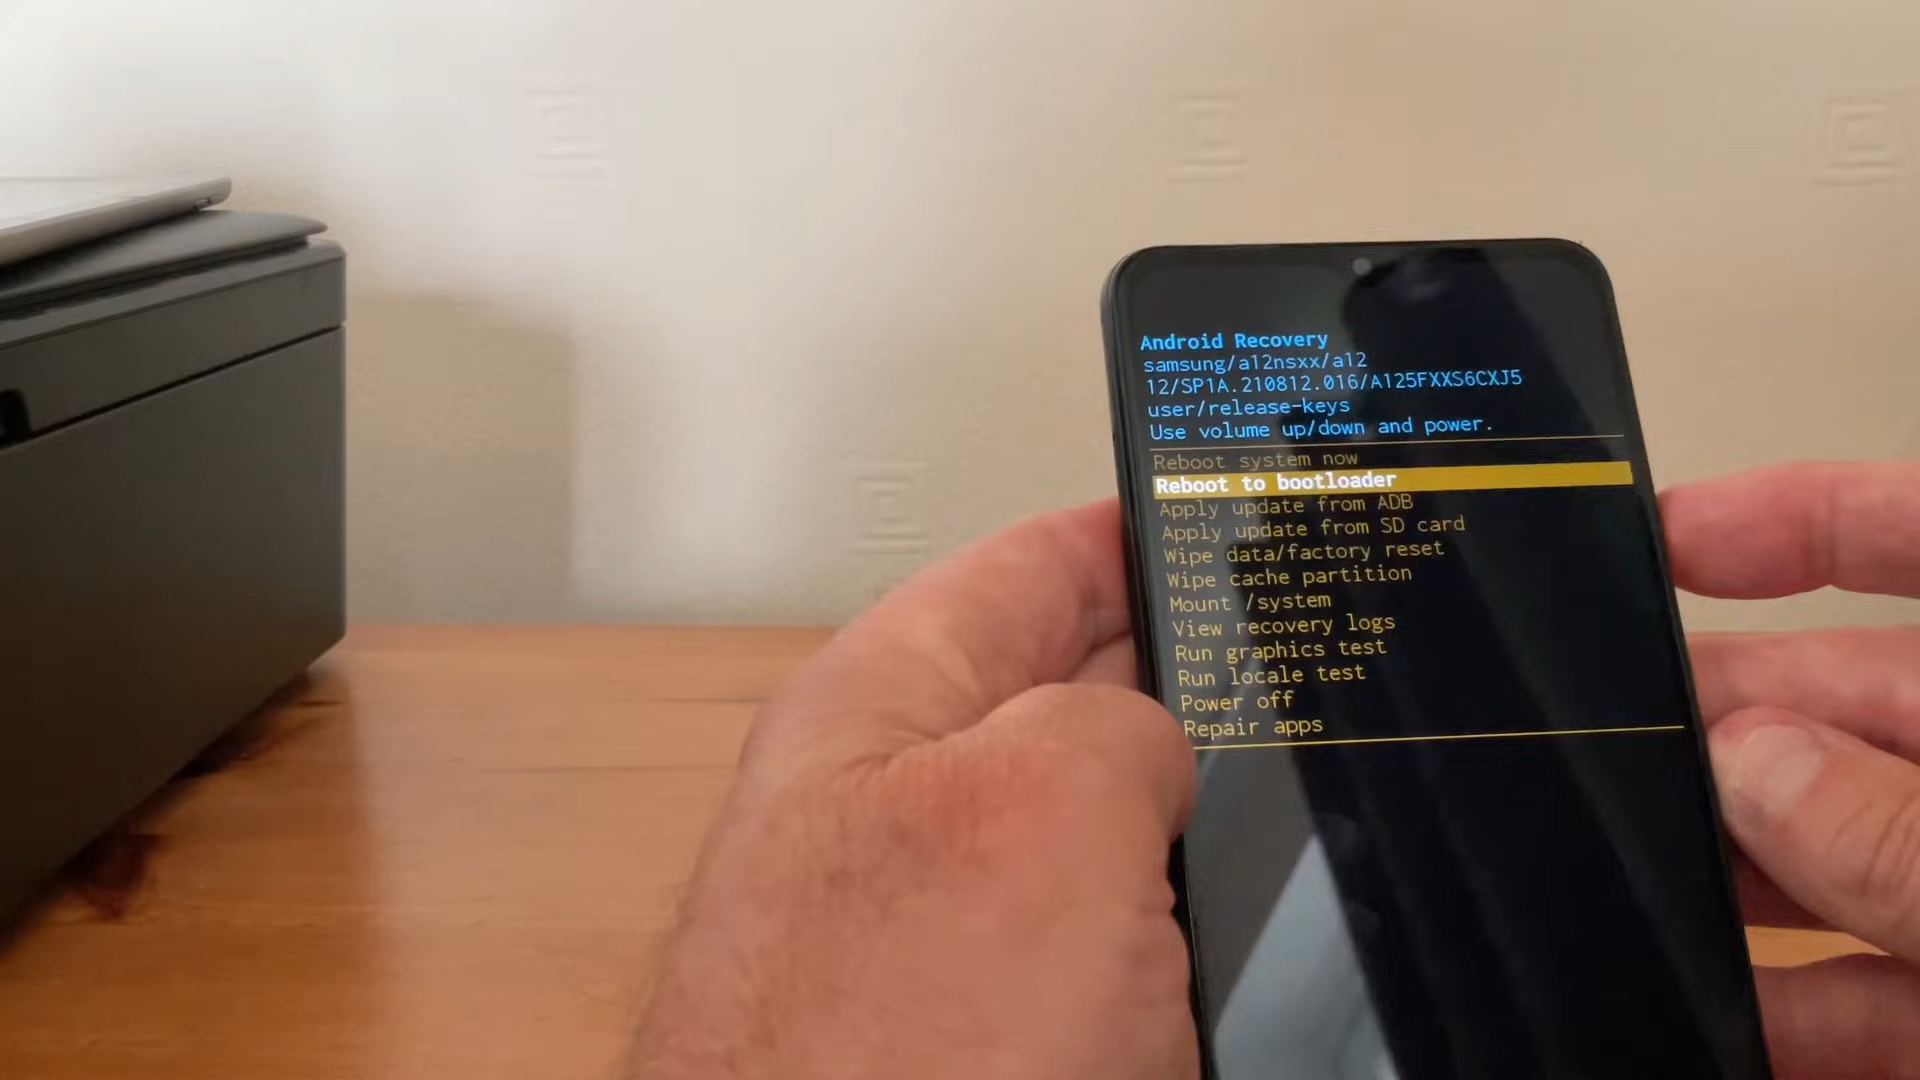 Android Recovery
samsung/a12nsxx/a12
12/SP1A.210812.016/A125FXXS6CXJ5
user/release-keys
Use volume up/down and power.
Reboot system now
Reboot to bootloader
Apply update from ADB
Apply update from SD card
Wipe data/factory reset
Wipe cache partition
Mount /system
View recovery logs
Run graphics test
Run locale test
Power off
Repair apps